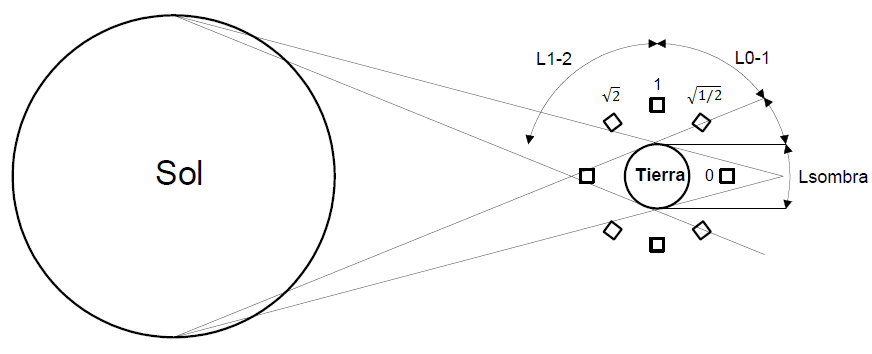 L1-2
L0-1
√2
1
√1/2
Sol
Tierra
0
Lsombra